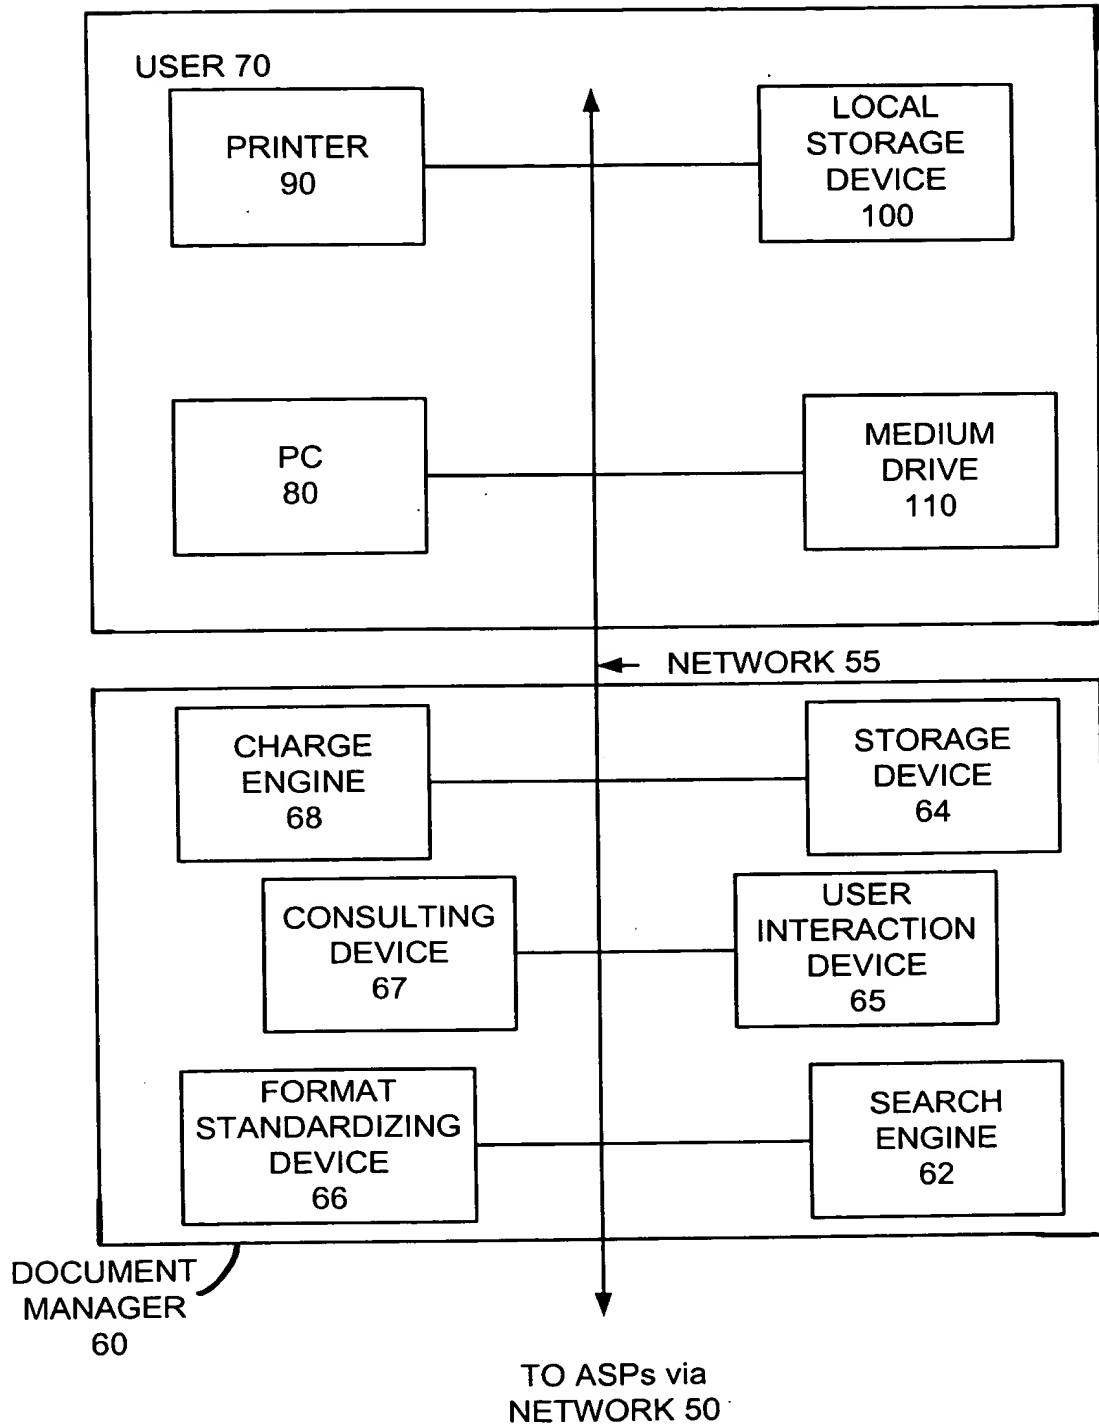 USER 70
PRINTER
90
LOCAL
STORAGE
DEVICE
100
PC
80
MEDIUM
DRIVE
110
NETWORK 55
CHARGE
ENGINE
68
STORAGE
DEVICE
64
CONSULTING
DEVICE
67
USER
INTERACTION
DEVICE
65
FORMAT
STANDARDIZING
DEVICE
66
SEARCH
ENGINE
62
DOCUMENT
MANAGER
60
TO ASPs via
NETWORK 50